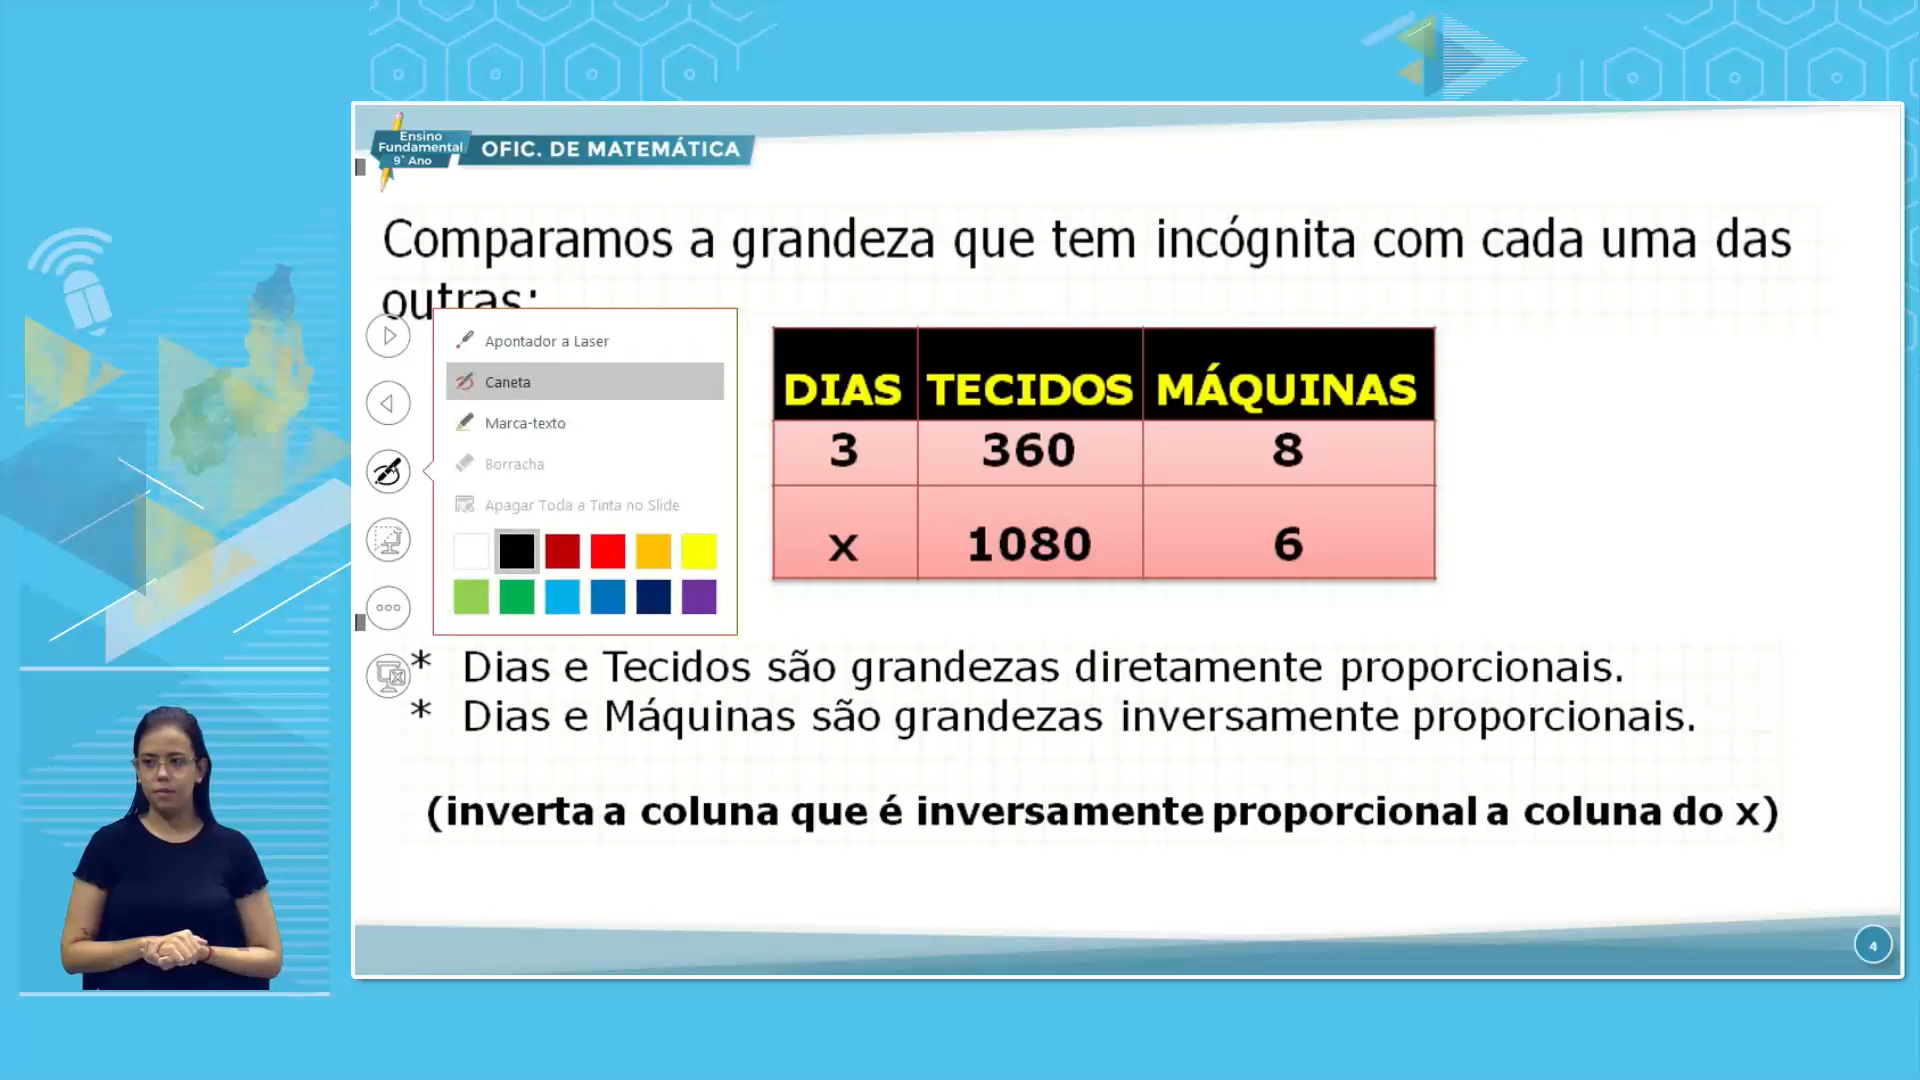 Ensino
Fundamental
9° Ano
OFIC. DE MATEMÁTICA
Comparamos a grandeza que tem incógnita com cada uma das
outras:
Apontador a Laser
Caneta
Marca-texto
Borracha
Apagar Toda a Tinta no Slide
DIAS TECIDOS MÁQUINAS
3 360 8
x 1080 6
* Dias e Tecidos são grandezas diretamente proporcionais.
* Dias e Máquinas são grandezas inversamente proporcionais.
(inverta a coluna que é inversamente proporcional a coluna do x)
4